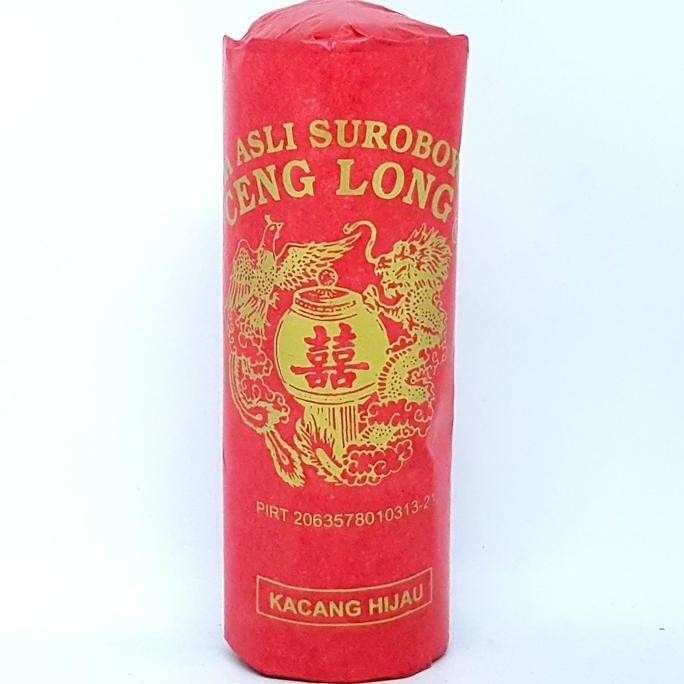 ASLI SUROBOY
CENG LONG
囍
PIRT 2063578010313-21
KACANG HIJAU